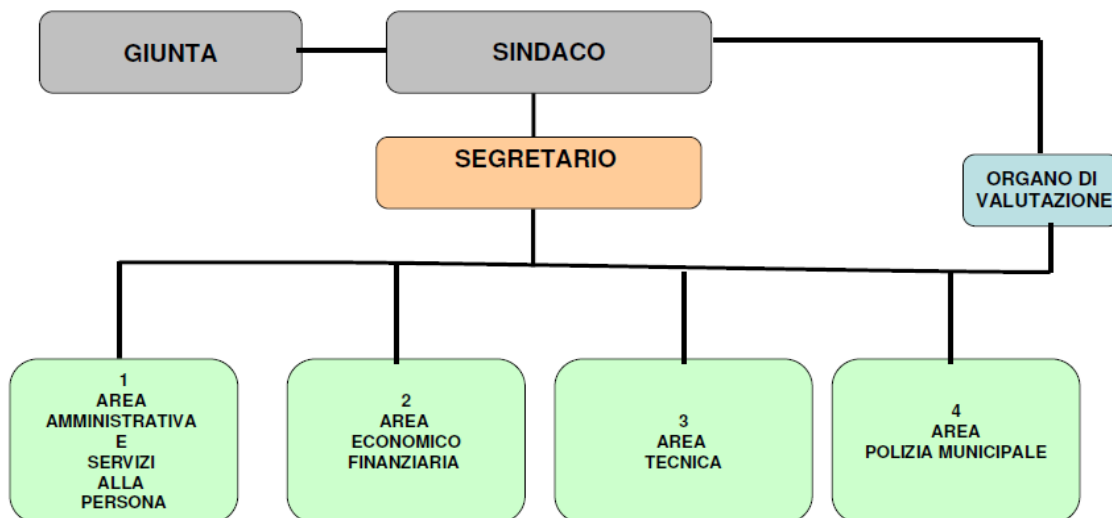 GIUNTA
SINDACO
SEGRETARIO
ORGANO DI
VALUTAZIONE
1
AREA
AMMINISTRATIVA
E
SERVIZI
ALLA
PERSONA
2
AREA
ECONOMICO
FINANZIARIA
3
AREA
TECNICA
4
AREA
POLIZIA MUNICIPALE